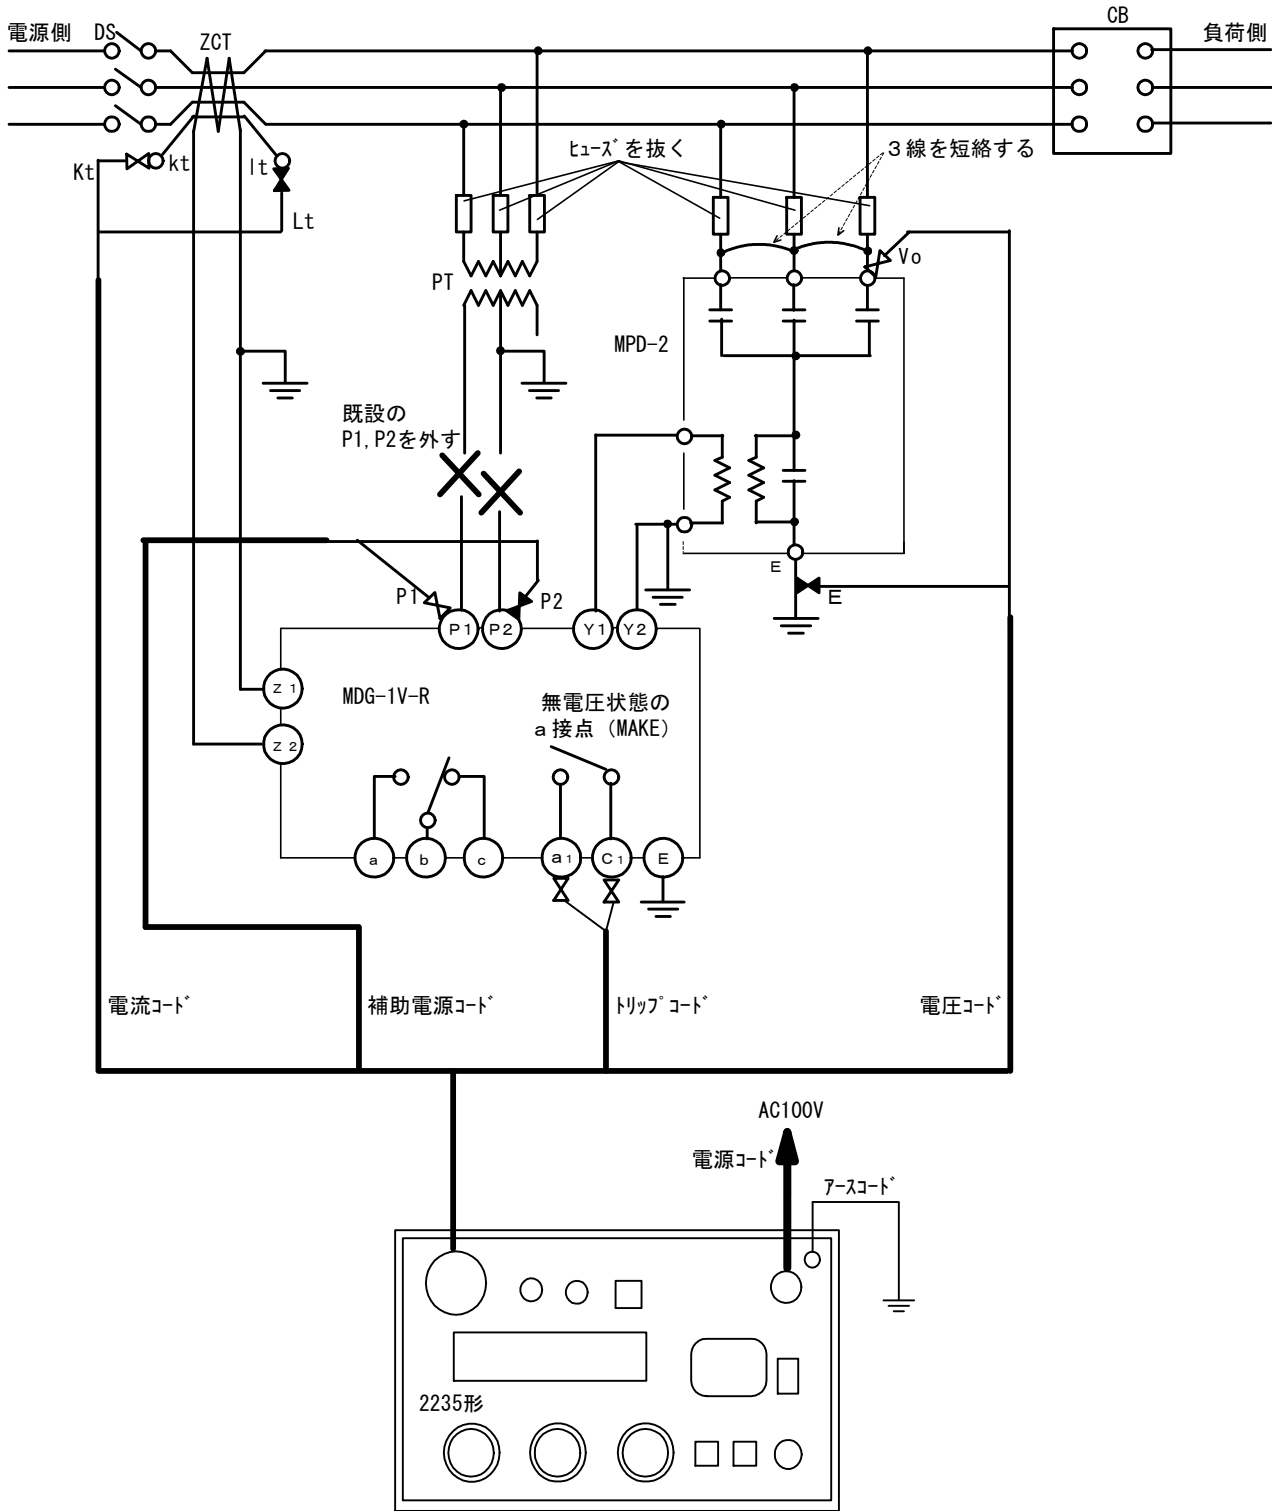 電源側
DS
ZCT
CB
負荷側
Kt
kt
lt
Lt
ﾋｭｰｽﾞを抜く
3線を短絡する
Vo
PT
MPD-2
既設の
P1,P2を外す
E
E
P1
P2
P1
P2
Y1
Y2
Z1
Z2
MDG-1V-R
無電圧状態の
a接点 (MAKE)
a
b
c
a1
C1
E
電流ｺｰﾄﾞ
補助電源ｺｰﾄﾞ
ﾄﾘｯﾌﾟｺｰﾄﾞ
電圧ｺｰﾄﾞ
AC100V
電源ｺｰﾄﾞ
ｱｰｽｺｰﾄﾞ
2235形